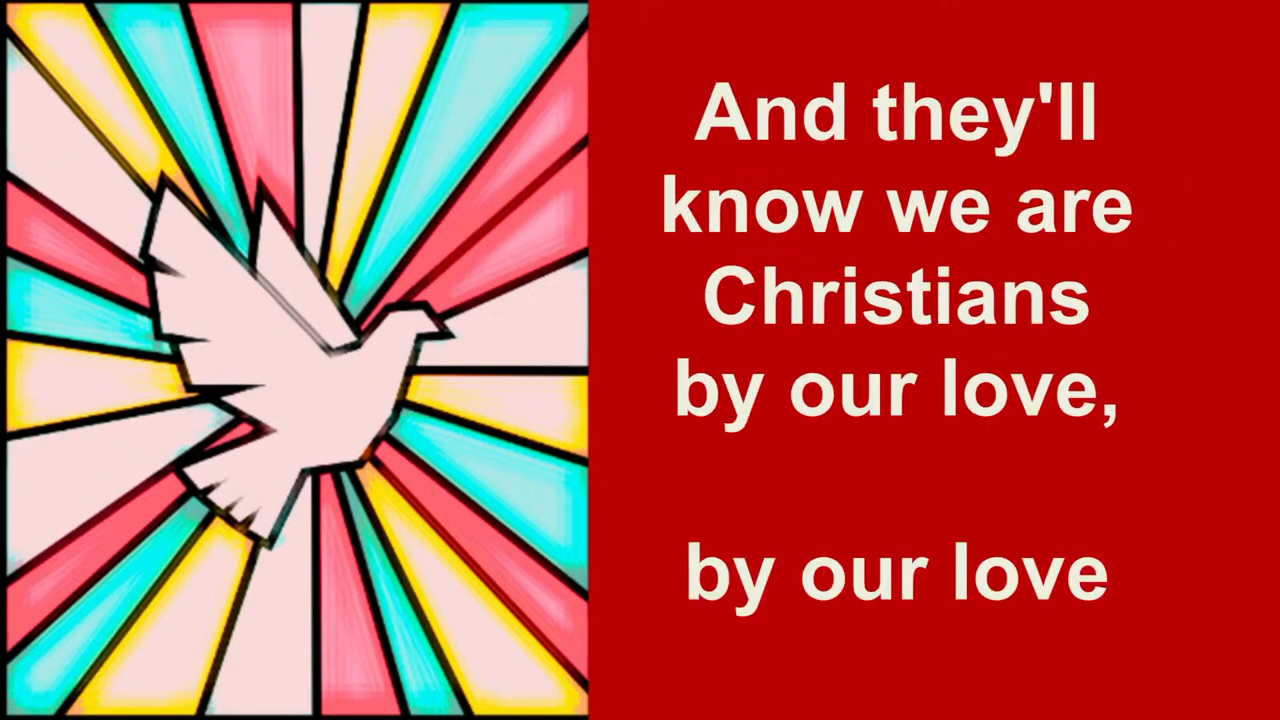 And they'll
know we are
Christians
by our love,
by our love